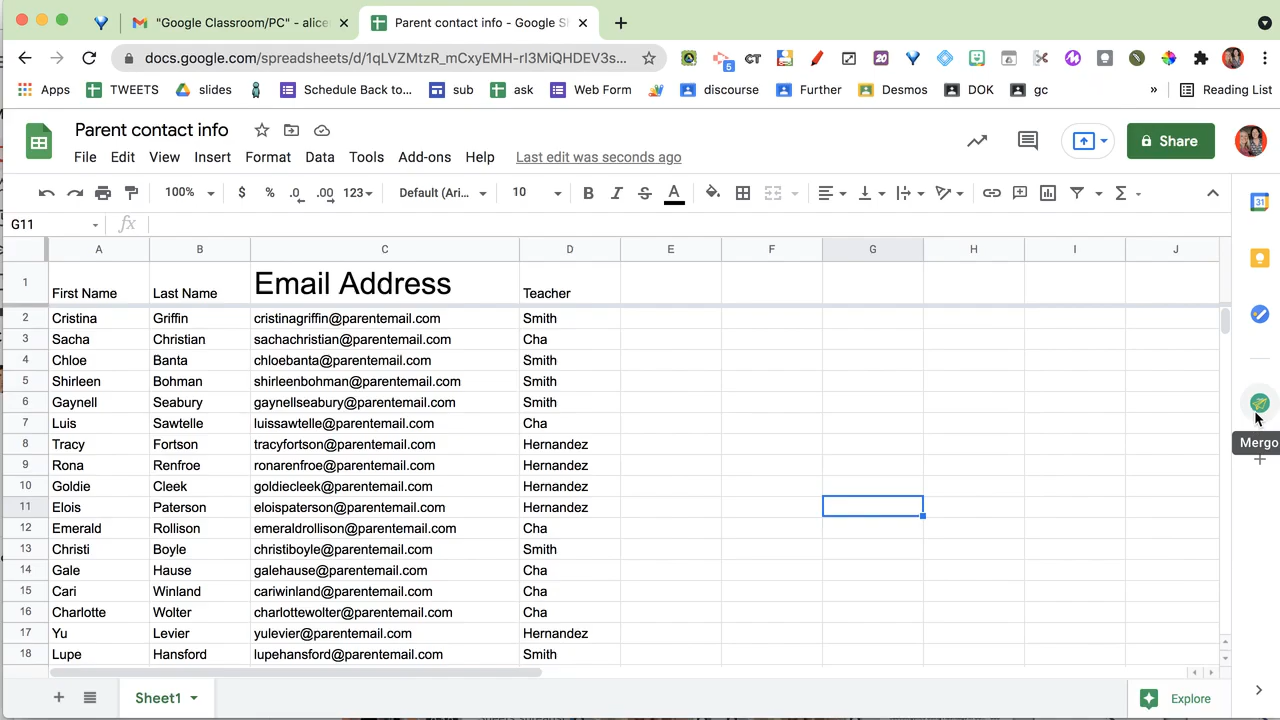 "Google Classroom/PC" - alice
Parent contact info - Google Sh
docs.google.com/spreadsheets/d/1qLVZMtzR_mCxyEMH-rl3MiQHDEV3s...
5
CT
20
Apps
TWEETS
slides
Schedule Back to...
sub
ask
Web Form
discourse
Further
Desmos
DOK
gc
»
Reading List
Parent contact info
File Edit View Insert Format Data Tools Add-ons Help Last edit was seconds ago
Share
100% $ % .0 .00 123 Default (Ari... 10 B I S A Σ
31
G11
fx
A B C D E F G H I J
1 First Name Last Name Email Address Teacher
2 Cristina Griffin cristinagriffin@parentemail.com Smith
3 Sacha Christian sachachristian@parentemail.com Cha
4 Chloe Banta chloebanta@parentemail.com Smith
5 Shirleen Bohman shirleenbohman@parentemail.com Smith
6 Gaynell Seabury gaynellseabury@parentemail.com Smith
7 Luis Sawtelle luissawtelle@parentemail.com Cha
8 Tracy Fortson tracyfortson@parentemail.com Hernandez
9 Rona Renfroe ronarenfroe@parentemail.com Hernandez
10 Goldie Cleek goldiecleek@parentemail.com Hernandez
11 Elois Paterson eloispaterson@parentemail.com Hernandez
12 Emerald Rollison emeraldrollison@parentemail.com Cha
13 Christi Boyle christiboyle@parentemail.com Smith
14 Gale Hause galehause@parentemail.com Cha
15 Cari Winland cariwinland@parentemail.com Cha
16 Charlotte Wolter charlottewolter@parentemail.com Cha
17 Yu Levier yulevier@parentemail.com Hernandez
18 Lupe Hansford lupehansford@parentemail.com Smith
Mergo
Sheet1
Explore